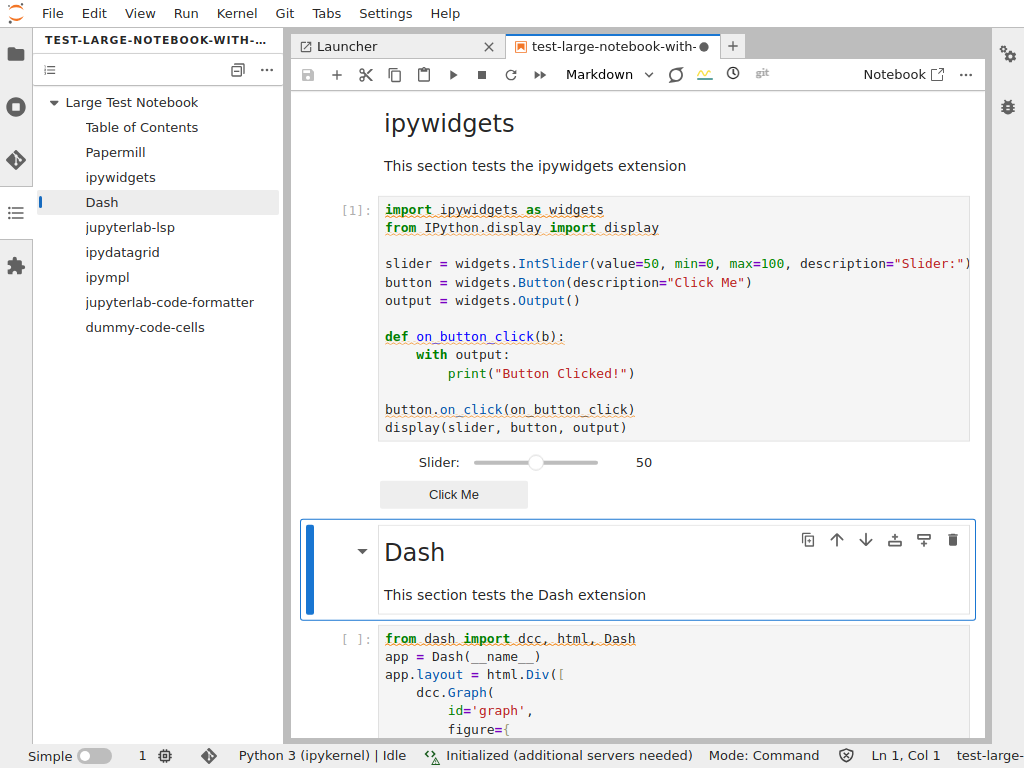 File Edit View Run Kernel Git Tabs Settings Help
TEST-LARGE-NOTEBOOK-WITH-...
Large Test Notebook
Table of Contents
Papermill
ipywidgets
Dash
jupyterlab-lsp
ipydatagrid
ipympl
jupyterlab-code-formatter
dummy-code-cells
Launcher
test-large-notebook-with-
Markdown
git
Notebook
ipywidgets
This section tests the ipywidgets extension
[1]:
import ipywidgets as widgets
from IPython.display import display
slider = widgets.IntSlider(value=50, min=0, max=100, description="Slider:")
button = widgets.Button(description="Click Me")
output = widgets.Output()
def on_button_click(b):
    with output:
        print("Button Clicked!")
button.on_click(on_button_click)
display(slider, button, output)
Slider: 50
Click Me
Dash
This section tests the Dash extension
[ ]:
from dash import dcc, html, Dash
app = Dash(__name__)
app.layout = html.Div([
    dcc.Graph(
        id='graph',
        figure={
Simple 1 Python 3 (ipykernel) | Idle Initialized (additional servers needed) Mode: Command Ln 1, Col 1 test-large-